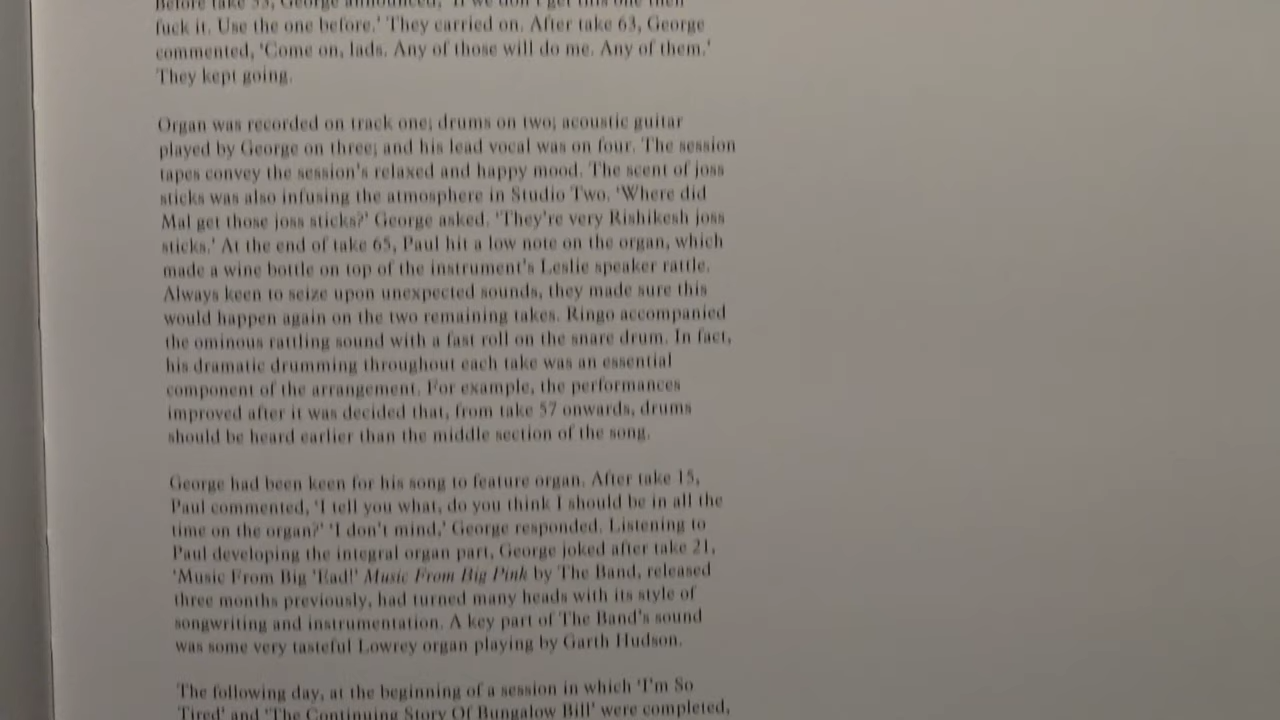 Before take 53, George announced, 'If we don't get this one then
fuck it. Use the one before.' They carried on. After take 63, George
commented, 'Come on, lads. Any of those will do me. Any of them.'
They kept going.
Organ was recorded on track one; drums on two; acoustic guitar
played by George on three; and his lead vocal was on four. The session
tapes convey the session's relaxed and happy mood. The scent of joss
sticks was also infusing the atmosphere in Studio Two. 'Where did
Mal get those joss sticks?' George asked. 'They're very Rishikesh joss
sticks.' At the end of take 65, Paul hit a low note on the organ, which
made a wine bottle on top of the instrument's Leslie speaker rattle.
Always keen to seize upon unexpected sounds, they made sure this
would happen again on the two remaining takes. Ringo accompanied
the ominous rattling sound with a fast roll on the snare drum. In fact,
his dramatic drumming throughout each take was an essential
component of the arrangement. For example, the performances
improved after it was decided that, from take 57 onwards, drums
should be heard earlier than the middle section of the song.
George had been keen for his song to feature organ. After take 15,
Paul commented, 'I tell you what, do you think I should be in all the
time on the organ?' 'I don't mind,' George responded. Listening to
Paul developing the integral organ part, George joked after take 21,
'Music From Big 'Ead!' Music From Big Pink by The Band, released
three months previously, had turned many heads with its style of
songwriting and instrumentation. A key part of The Band's sound
was some very tasteful Lowrey organ playing by Garth Hudson.
The following day, at the beginning of a session in which 'I'm So
Tired' and 'The Continuing Story Of Bungalow Bill' were completed,